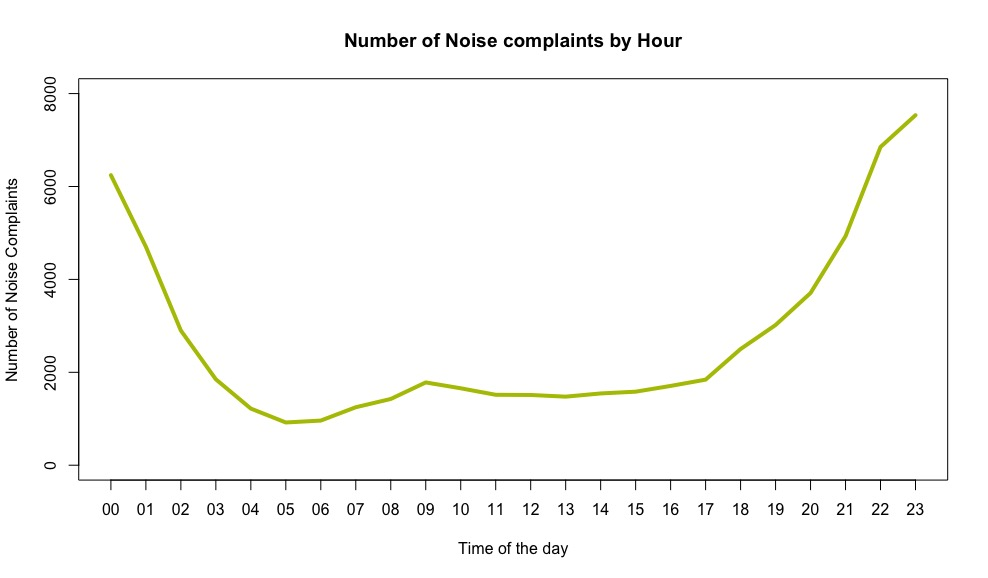 Number of Noise complaints by Hour
Number of Noise Complaints
8000
6000
4000
2000
0
00 01 02 03 04 05 06 07 08 09 10 11 12 13 14 15 16 17 18 19 20 21 22 23
Time of the day